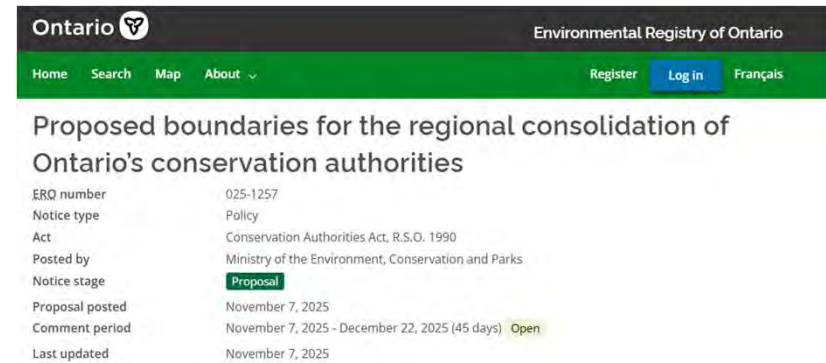 Ontario
Environmental Registry of Ontario
Home Search Map About Register Log in Français
Proposed boundaries for the regional consolidation of
Ontario's conservation authorities
ERO number 025-1257
Notice type Policy
Act Conservation Authorities Act, R.S.O. 1990
Posted by Ministry of the Environment, Conservation and Parks
Notice stage Proposal
Proposal posted November 7, 2025
Comment period November 7, 2025 - December 22, 2025 (45 days) Open
Last updated November 7, 2025